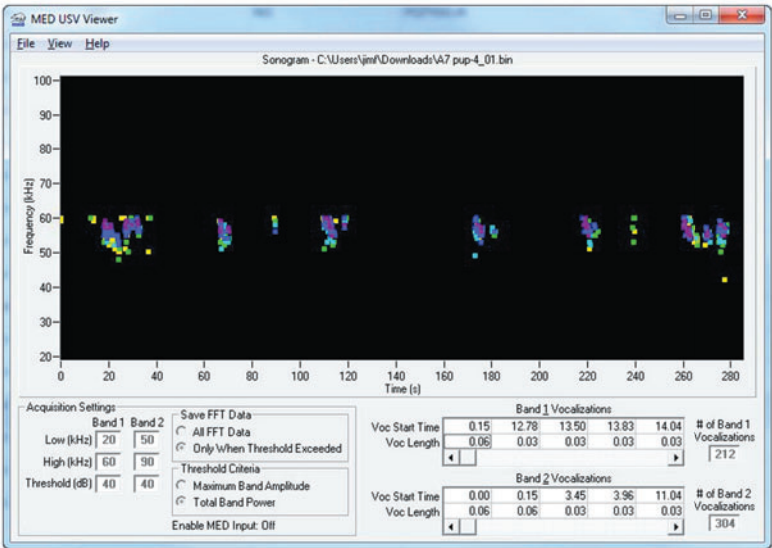 MED USV Viewer
File View Help
Sonogram - C:\Users\jimf\Downloads\A7 pup-4_01.bin
100
90
80
70
60
50
40
30
20
Frequency (kHz)
0 20 40 60 80 100 120 140 160 180 200 220 240 260 280
Time (s)
Acquisition Settings
Band 1 Band 2
Low (kHz) 20 50
High (kHz) 60 90
Threshold (dB) 40 40
Save FFT Data
All FFT Data
Only When Threshold Exceeded
Threshold Criteria
Maximum Band Amplitude
Total Band Power
Enable MED Input: Off
Band 1 Vocalizations
Voc Start Time 0.15 12.78 13.50 13.83 14.04
Voc Length 0.06 0.03 0.03 0.03 0.03
# of Band 1
Vocalizations
212
Band 2 Vocalizations
Voc Start Time 0.00 0.15 3.45 3.96 11.04
Voc Length 0.06 0.06 0.03 0.03 0.03
# of Band 2
Vocalizations
304